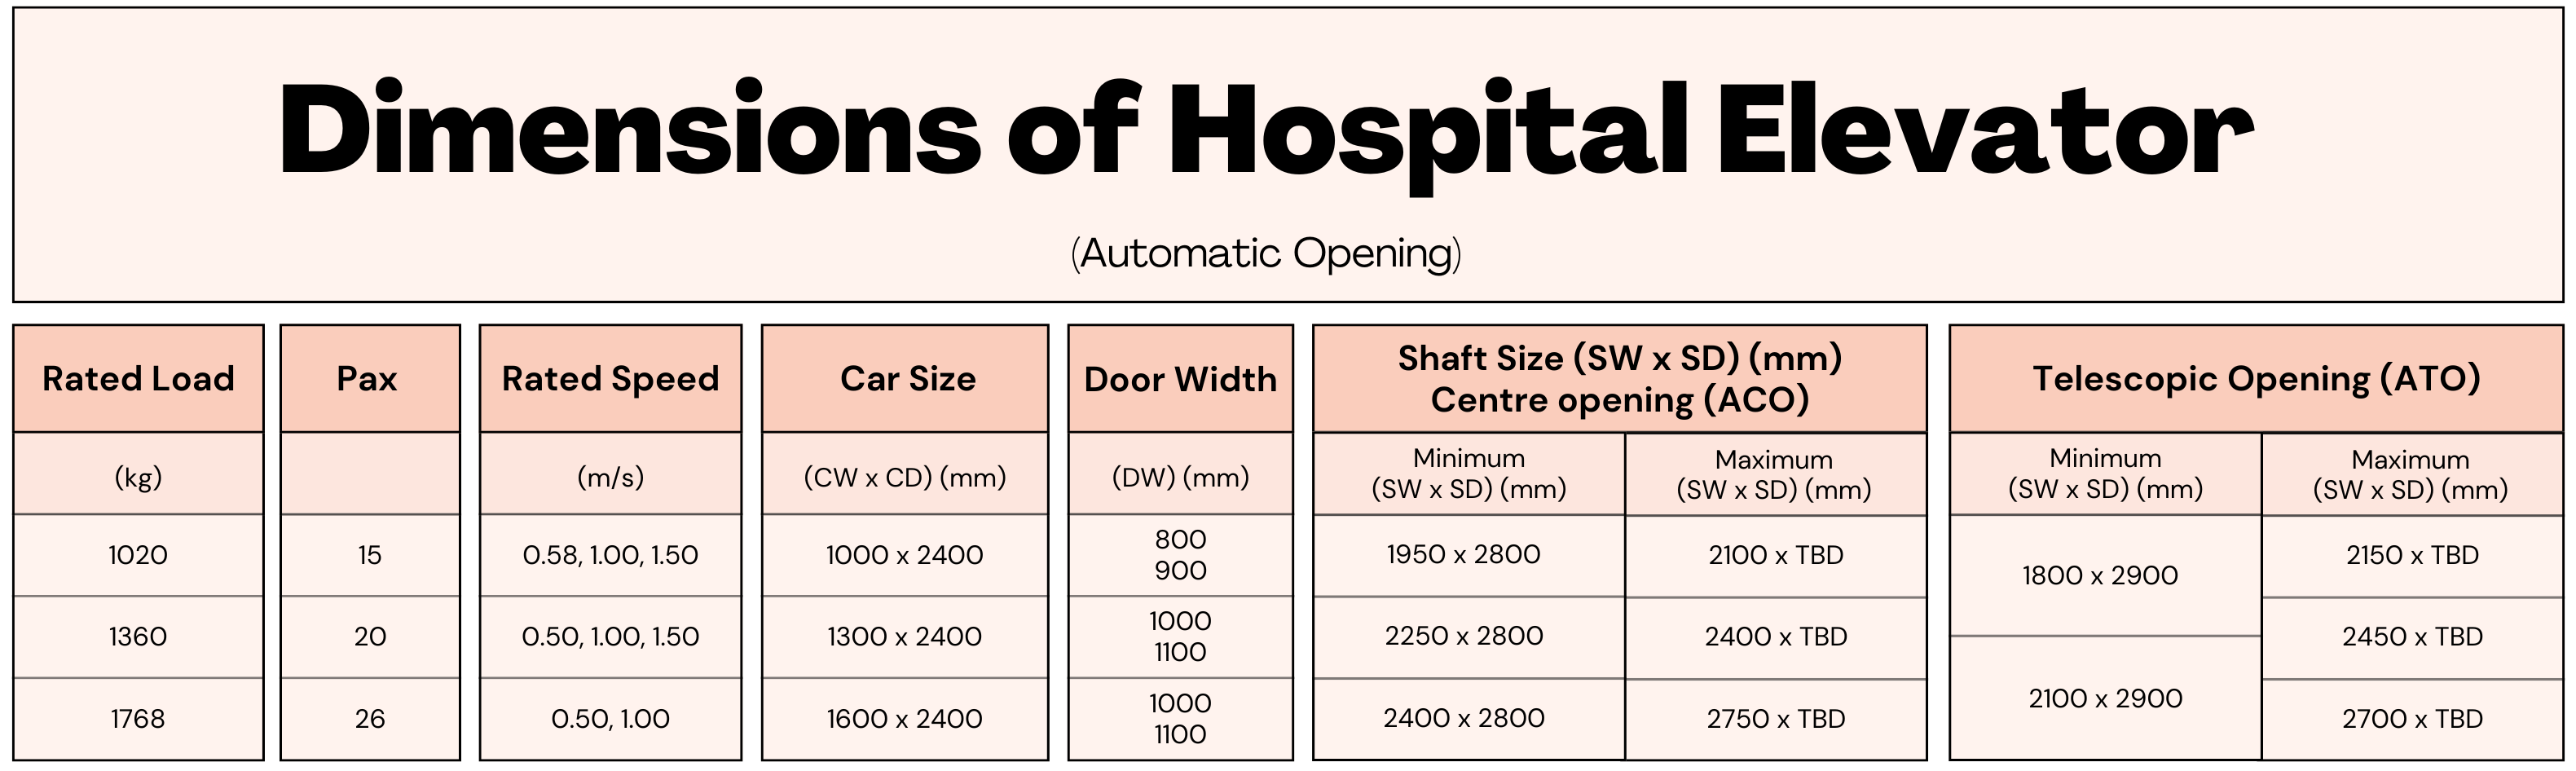 Dimensions of Hospital Elevator
(Automatic Opening)
Rated Load Pax Rated Speed Car Size Door Width Shaft Size (SW x SD) (mm) Centre opening (ACO) Telescopic Opening (ATO)
(kg) (m/s) (CW x CD) (mm) (DW) (mm) Minimum (SW x SD) (mm) Maximum (SW x SD) (mm) Minimum (SW x SD) (mm) Maximum (SW x SD) (mm)
1020 15 0.58, 1.00, 1.50 1000 x 2400 800 900 1950 x 2800 2100 x TBD 1800 x 2900 2150 x TBD
1360 20 0.50, 1.00, 1.50 1300 x 2400 1000 1100 2250 x 2800 2400 x TBD 2450 x TBD
1768 26 0.50, 1.00 1600 x 2400 1000 1100 2400 x 2800 2750 x TBD 2100 x 2900 2700 x TBD